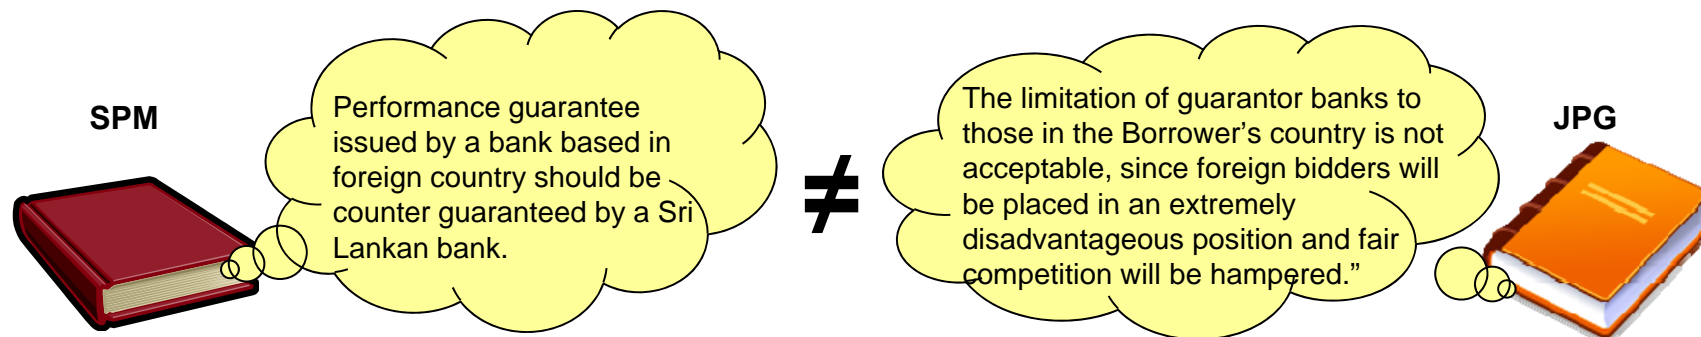 SPM
Performance guarantee
issued by a bank based in
foreign country should be
counter guaranteed by a Sri
Lankan bank.
≠
The limitation of guarantor banks to
those in the Borrower’s country is not
acceptable, since foreign bidders will
be placed in an extremely
disadvantageous position and fair
competition will be hampered.”
JPG